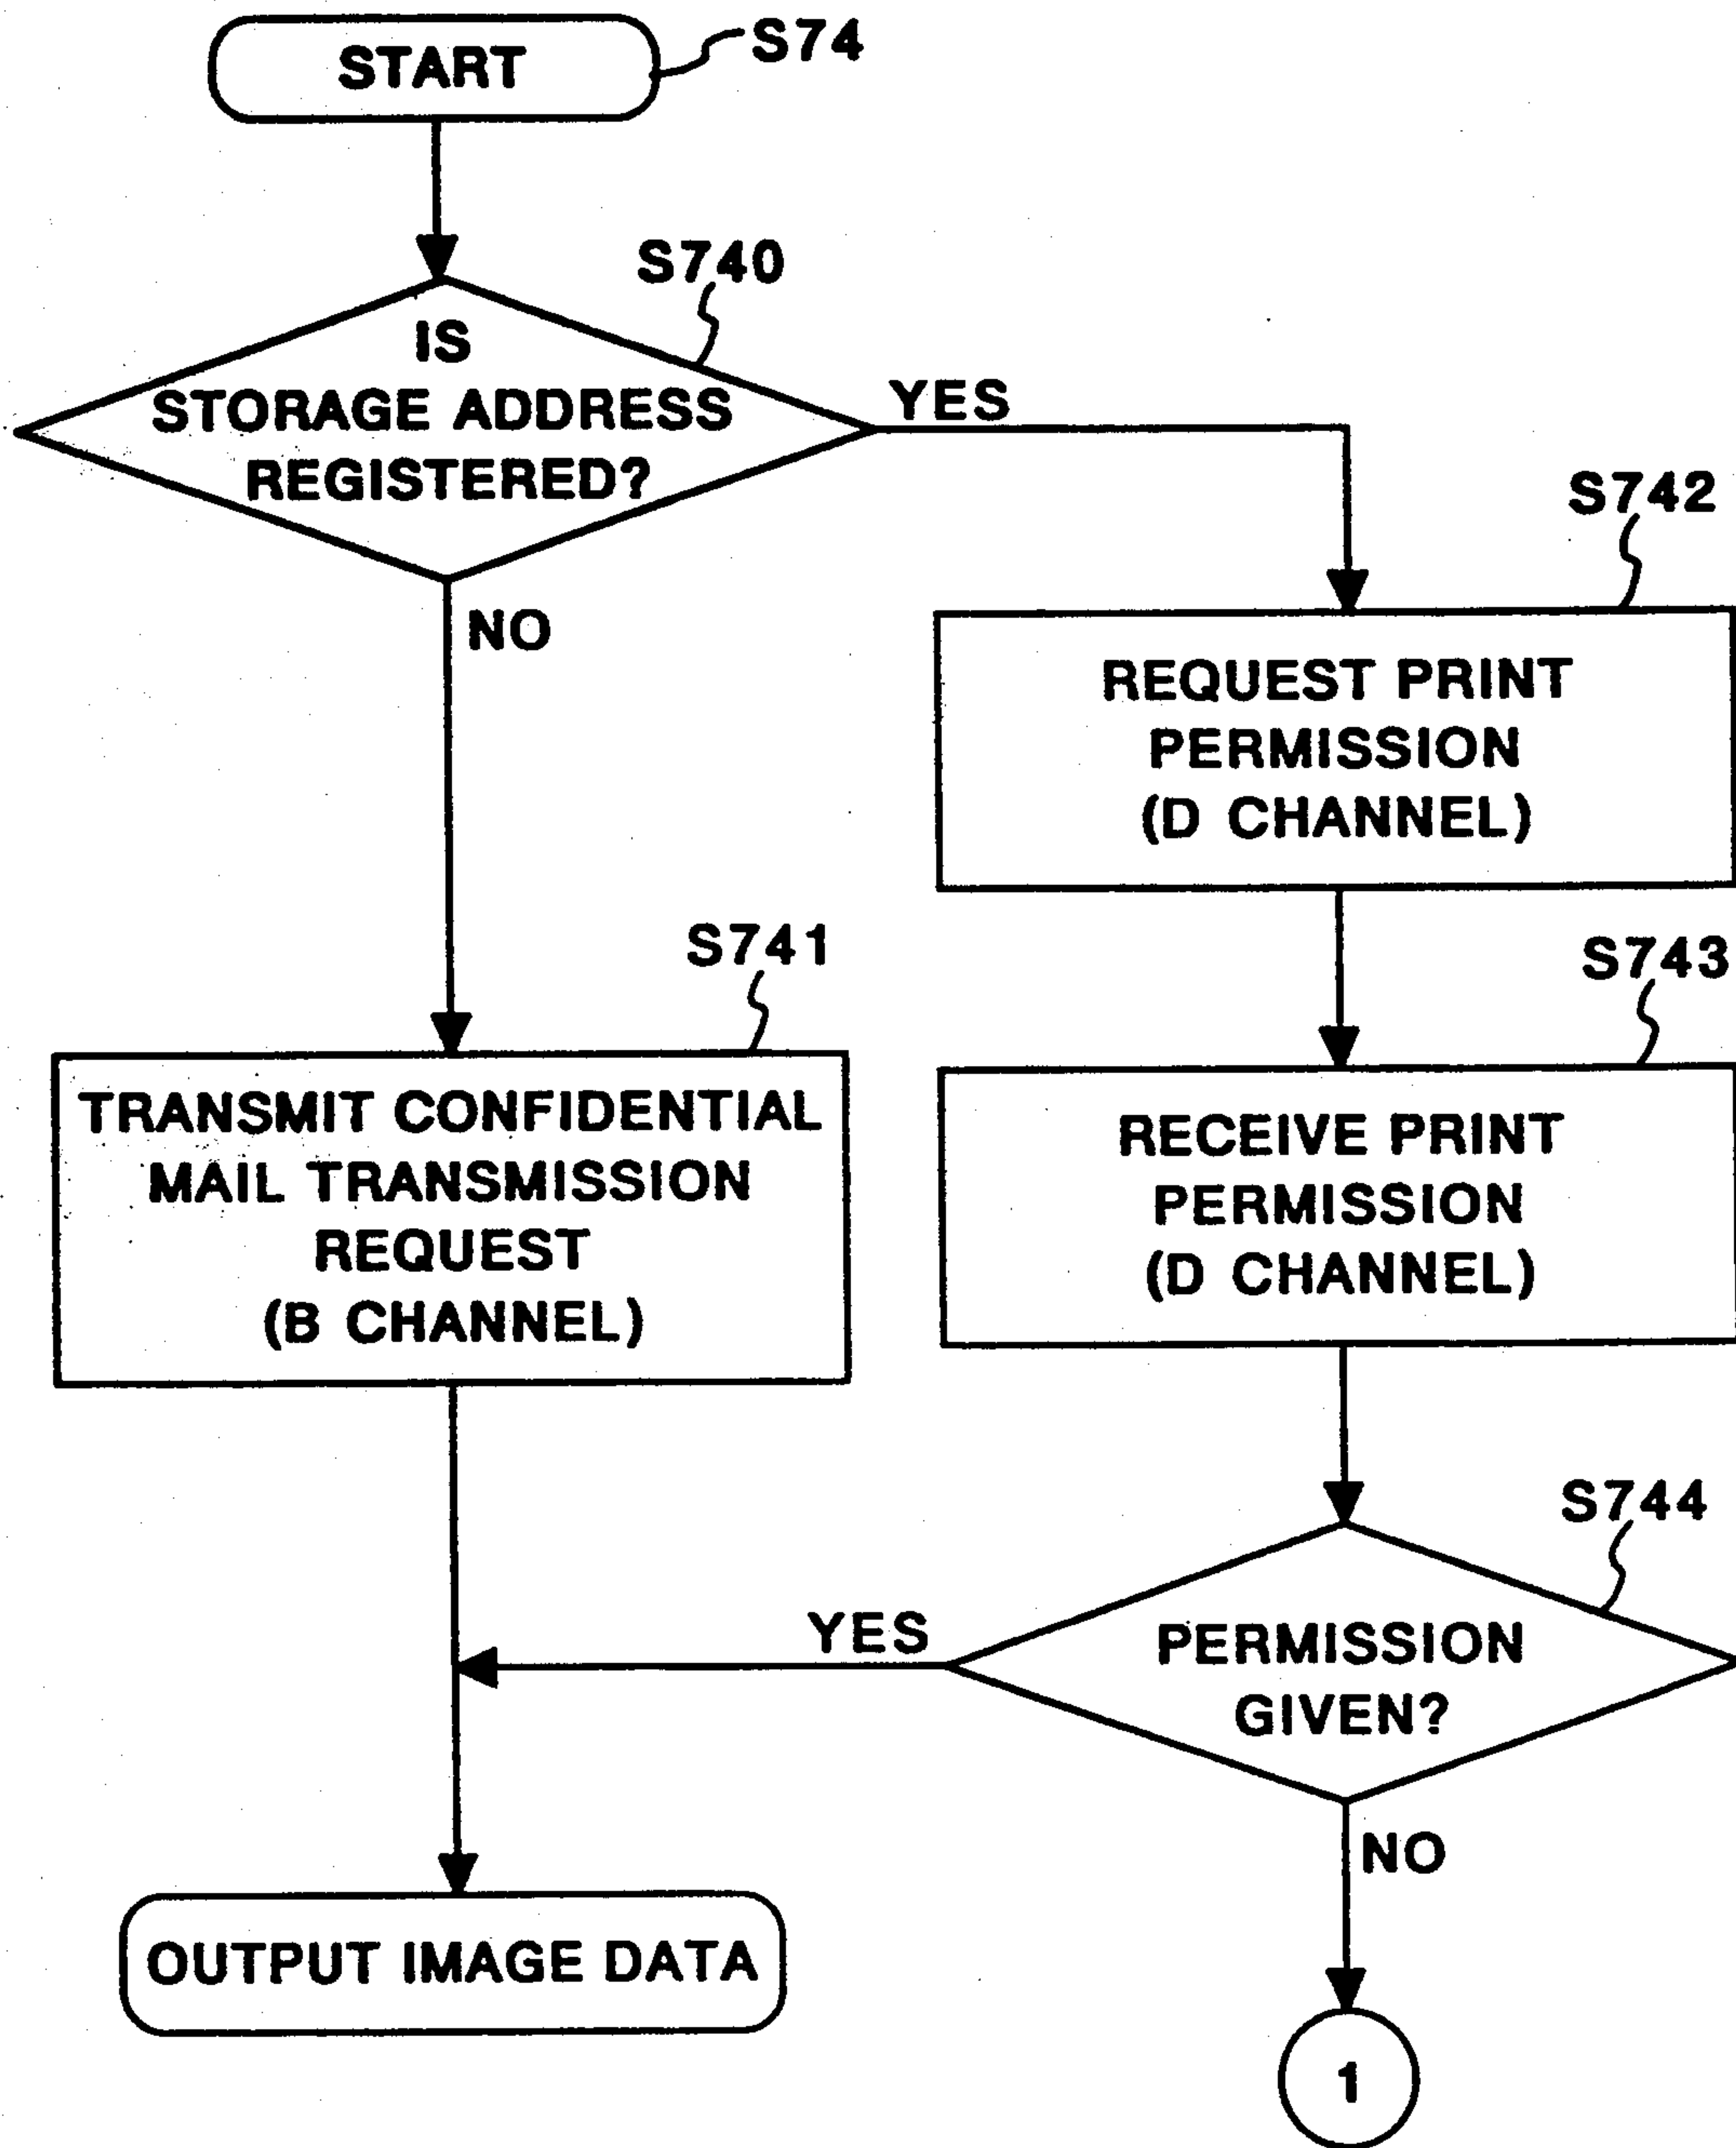 START
S74
S740
IS
STORAGE ADDRESS
REGISTERED?
YES
NO
S742
REQUEST PRINT
PERMISSION
(D CHANNEL)
S741
TRANSMIT CONFIDENTIAL
MAIL TRANSMISSION
REQUEST
(B CHANNEL)
S743
RECEIVE PRINT
PERMISSION
(D CHANNEL)
S744
PERMISSION
GIVEN?
YES
NO
OUTPUT IMAGE DATA
1